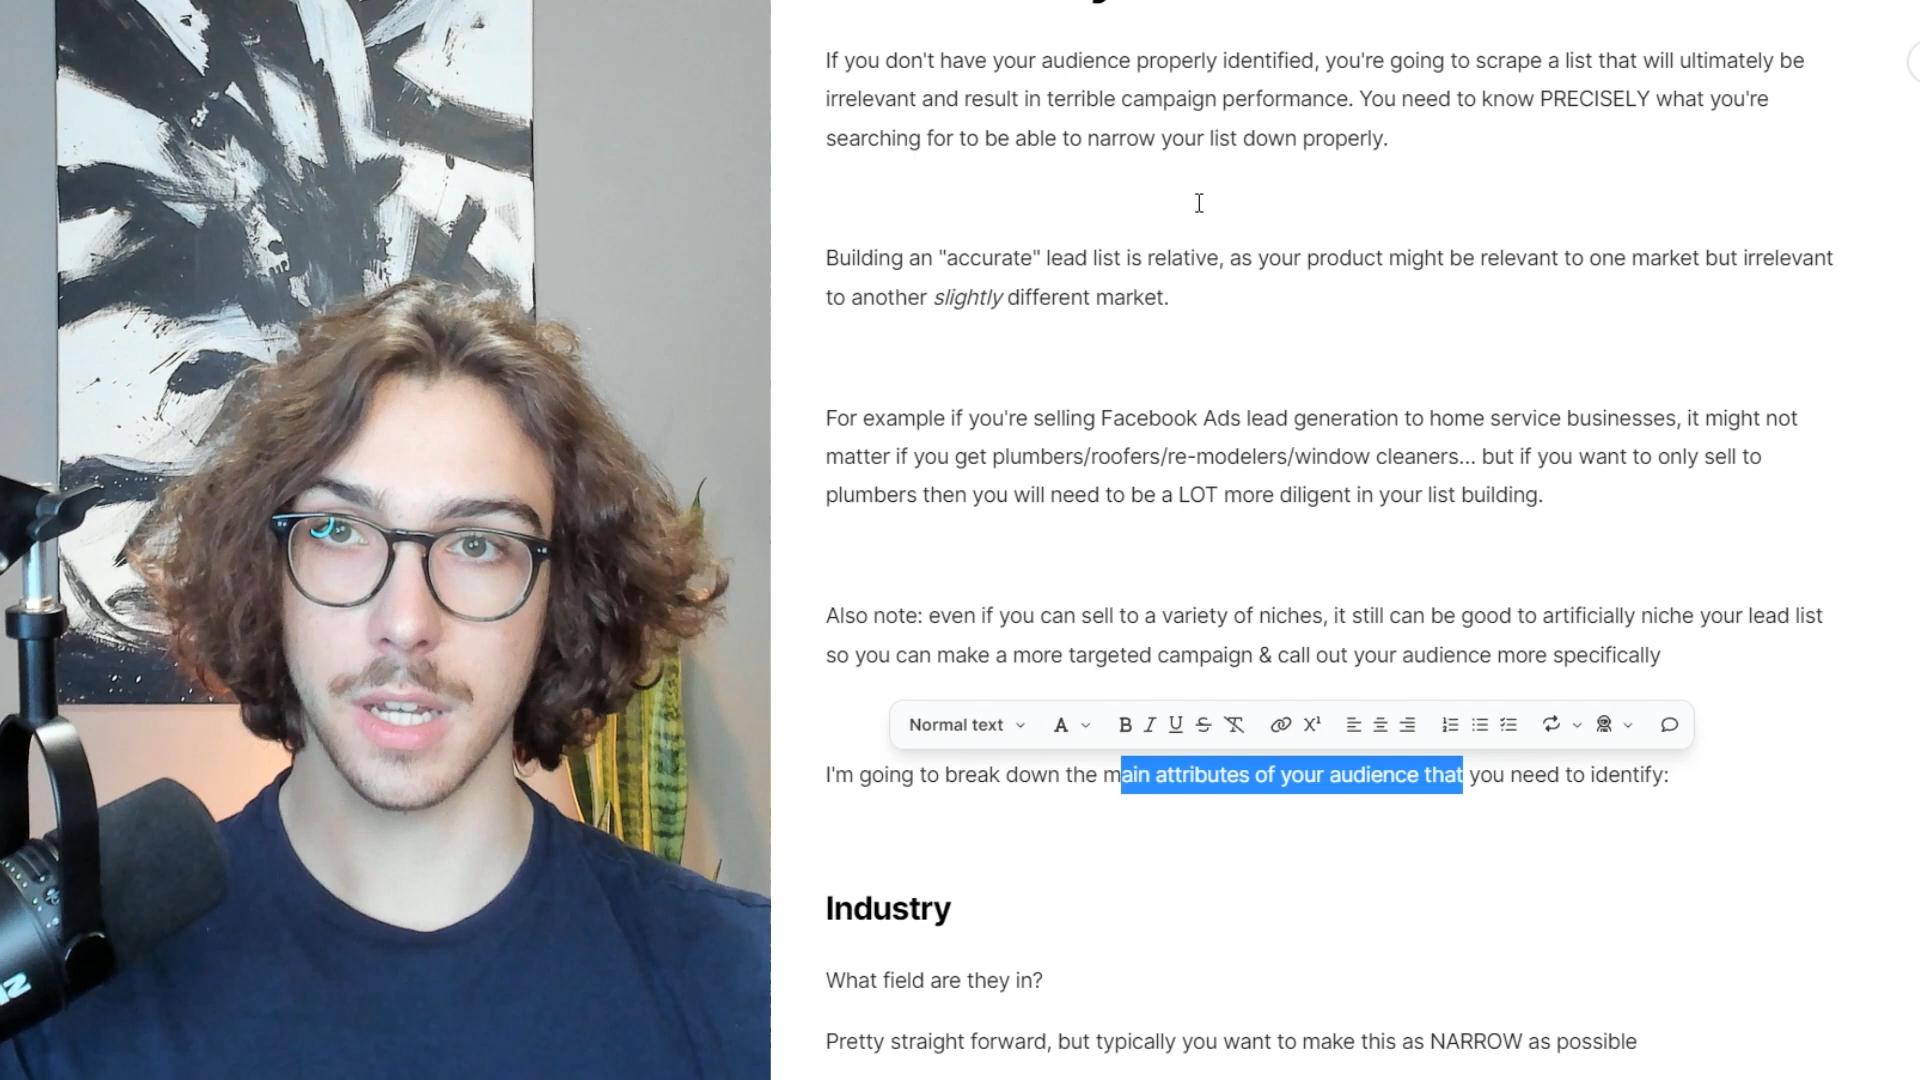 If you don't have your audience properly identified, you're going to scrape a list that will ultimately be
irrelevant and result in terrible campaign performance. You need to know PRECISELY what you're
searching for to be able to narrow your list down properly.
Building an "accurate" lead list is relative, as your product might be relevant to one market but irrelevant
to another slightly different market.
For example if you're selling Facebook Ads lead generation to home service businesses, it might not
matter if you get plumbers/roofers/re-modelers/window cleaners... but if you want to only sell to
plumbers then you will need to be a LOT more diligent in your list building.
Also note: even if you can sell to a variety of niches, it still can be good to artificially niche your lead list
so you can make a more targeted campaign & call out your audience more specifically
Normal text A B I U S T X¹
I'm going to break down the main attributes of your audience that you need to identify:
Industry
What field are they in?
Pretty straight forward, but typically you want to make this as NARROW as possible